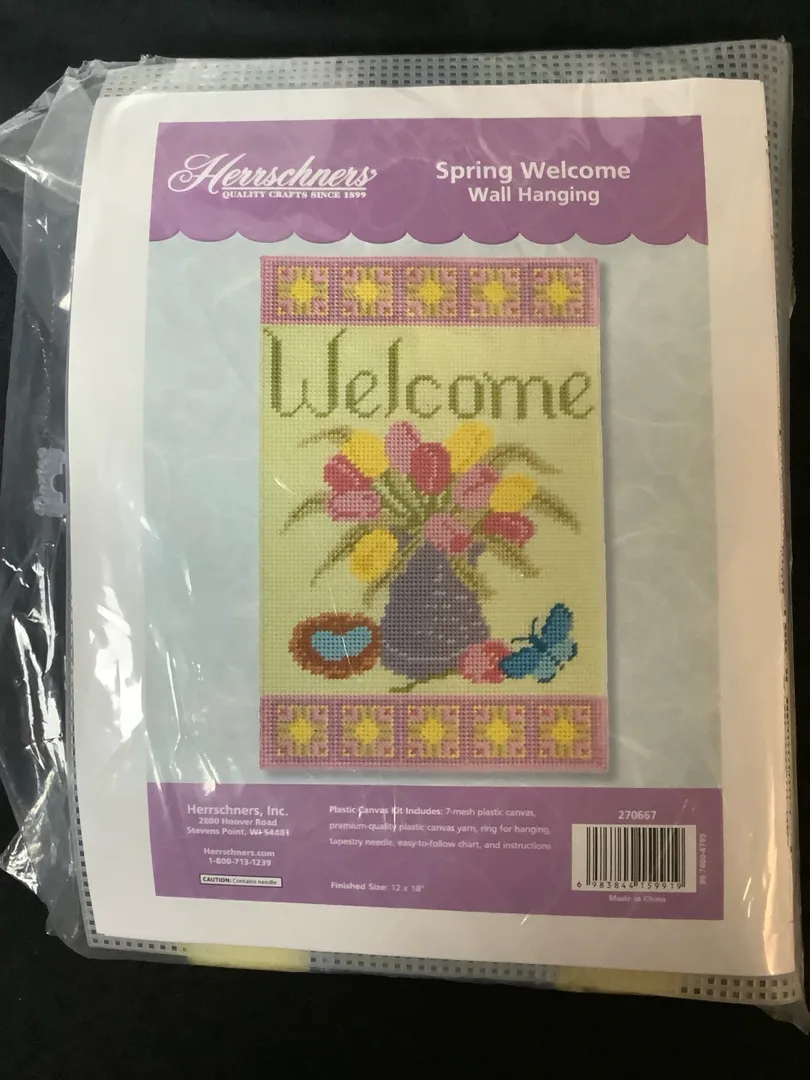 Herrschners
QUALITY CRAFTS SINCE 1899
Spring Welcome
Wall Hanging
Welcome
Herrschners, Inc.
2800 Hoover Road
Stevens Point, WI 54481
Herrschners.com
1-800-713-1239
CAUTION: Contains needle.
Plastic Canvas Kit Includes: 7-mesh plastic canvas,
premium-quality plastic canvas yarn, ring for hanging,
tapestry needle, easy-to-follow chart, and instructions.
Finished Size: 12 x 18"
270667
6 983844 159919
Made in China